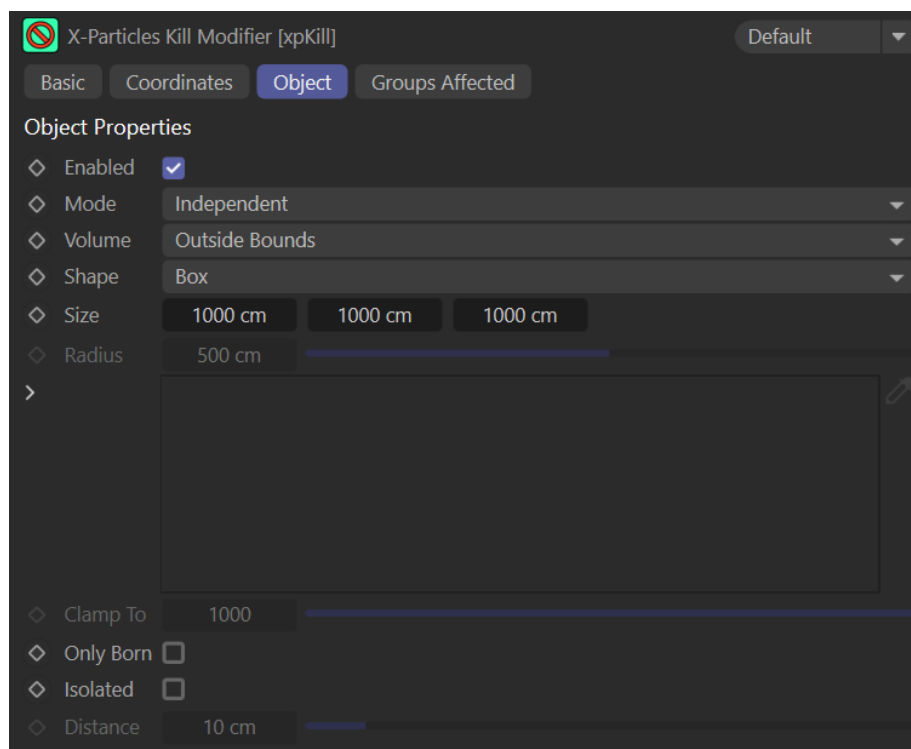 X-Particles Kill Modifier [xpKill] Default
Basic Coordinates Object Groups Affected
Object Properties
Enabled
Mode Independent
Volume Outside Bounds
Shape Box
Size 1000 cm 1000 cm 1000 cm
Radius 500 cm
Clamp To 1000
Only Born
Isolated
Distance 10 cm